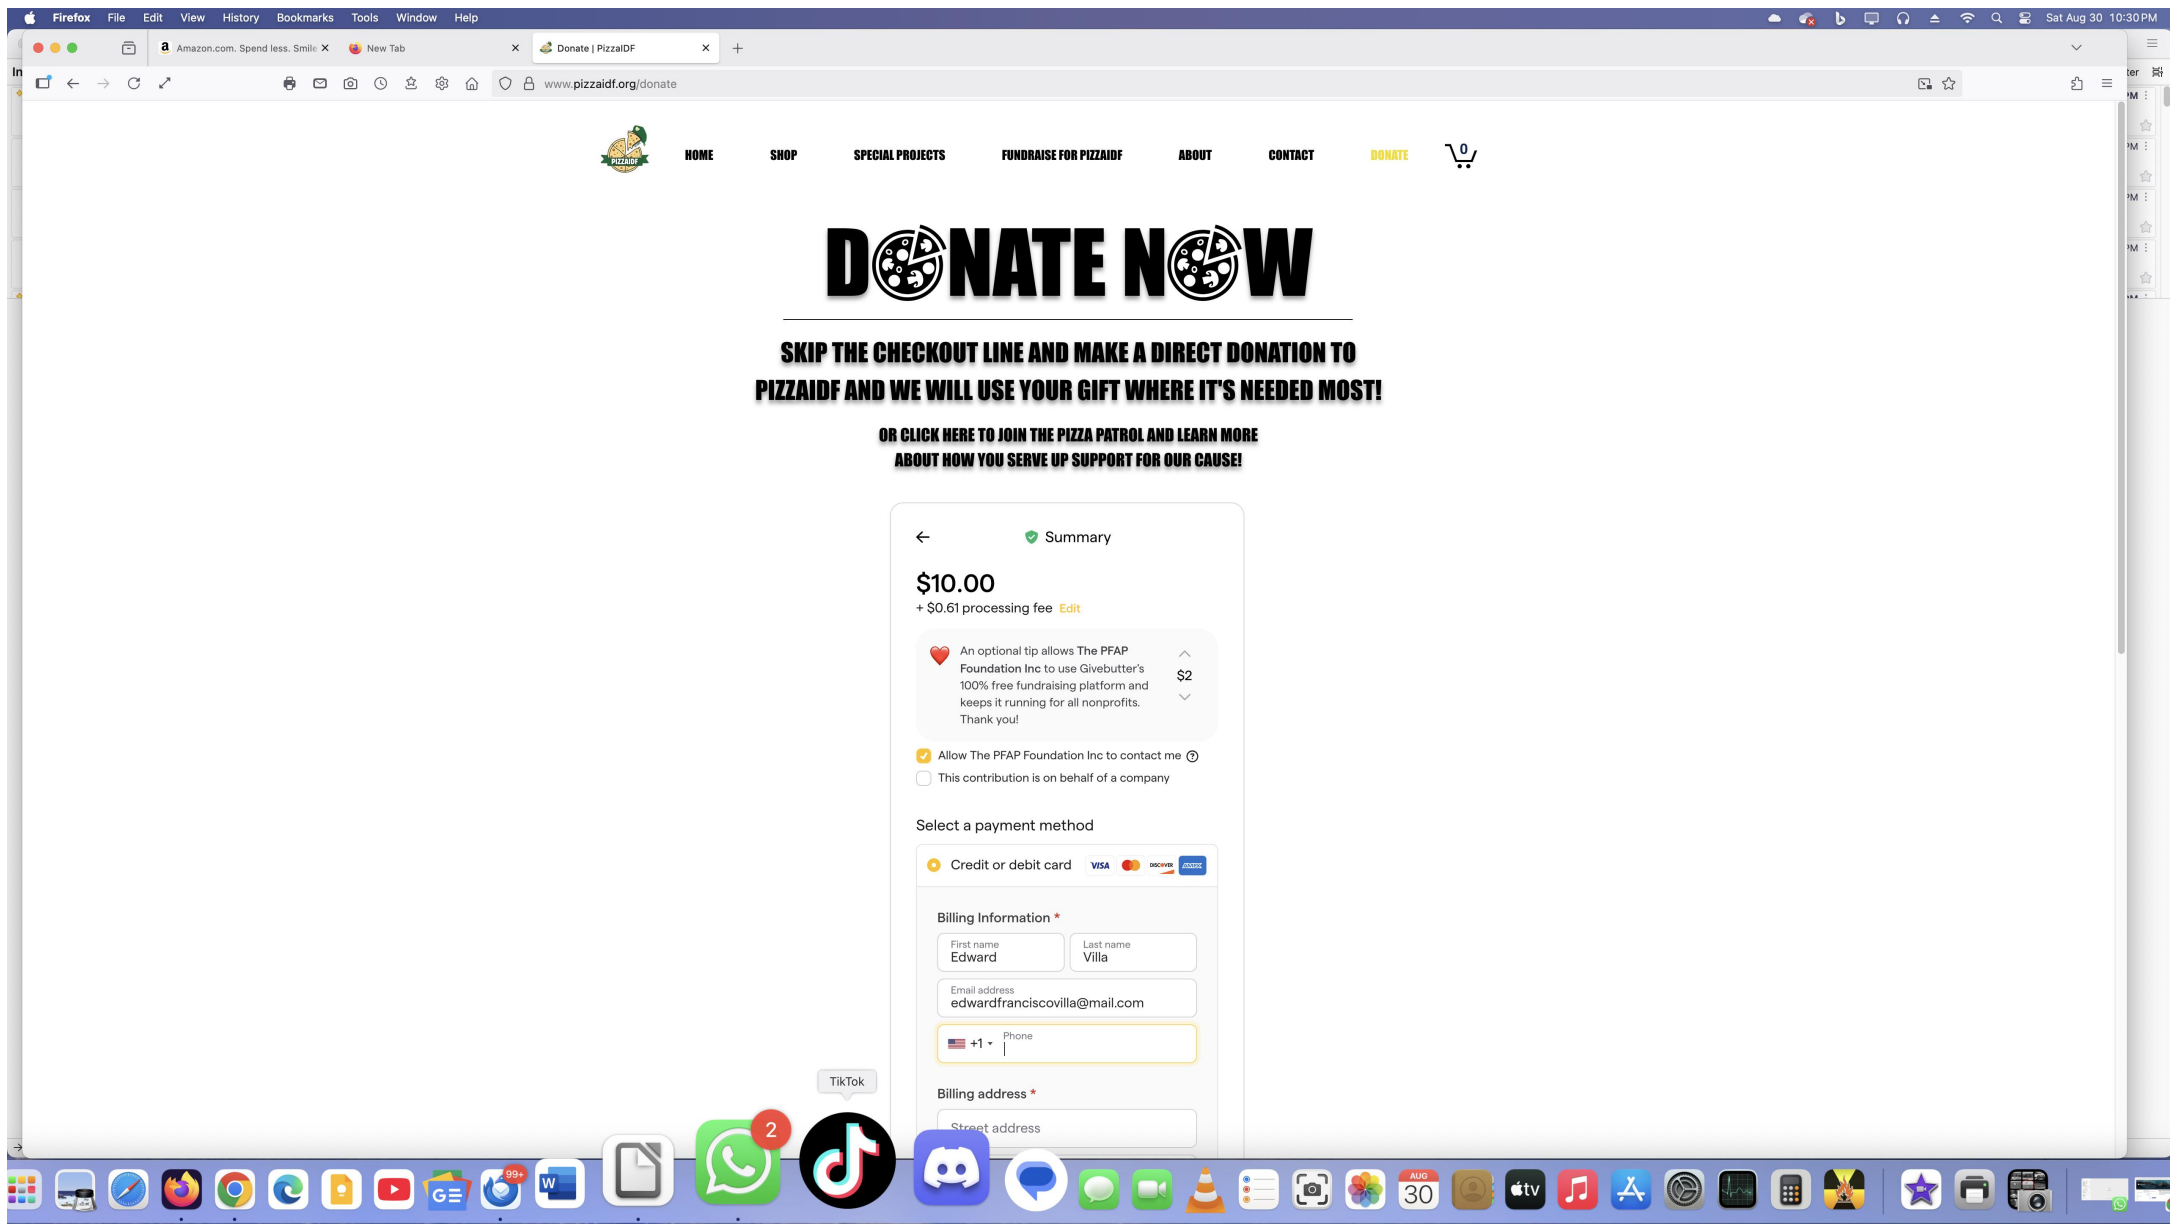 Firefox File Edit View History Bookmarks Tools Window Help
Sat Aug 30 10:30 PM
Amazon.com. Spend less. Smile
New Tab
Donate | PizzaIDF
www.pizzaidf.org/donate
PIZZAIDF
HOME SHOP SPECIAL PROJECTS FUNDRAISE FOR PIZZAIDF ABOUT CONTACT DONATE 0
DONATE NOW
SKIP THE CHECKOUT LINE AND MAKE A DIRECT DONATION TO
PIZZAIDF AND WE WILL USE YOUR GIFT WHERE IT'S NEEDED MOST!
OR CLICK HERE TO JOIN THE PIZZA PATROL AND LEARN MORE
ABOUT HOW YOU SERVE UP SUPPORT FOR OUR CAUSE!
Summary
$10.00
+ $0.61 processing fee Edit
An optional tip allows The PFAP
Foundation Inc to use Givebutter's
100% free fundraising platform and
keeps it running for all nonprofits.
Thank you!
$2
Allow The PFAP Foundation Inc to contact me
This contribution is on behalf of a company
Select a payment method
Credit or debit card VISA DISCOVER AMEX
Billing Information *
First name
Edward
Last name
Villa
Email address
edwardfranciscovilla@mail.com
+1 Phone
Billing address *
Street address
TikTok
2
99+
W
GE
AUG
30
tv